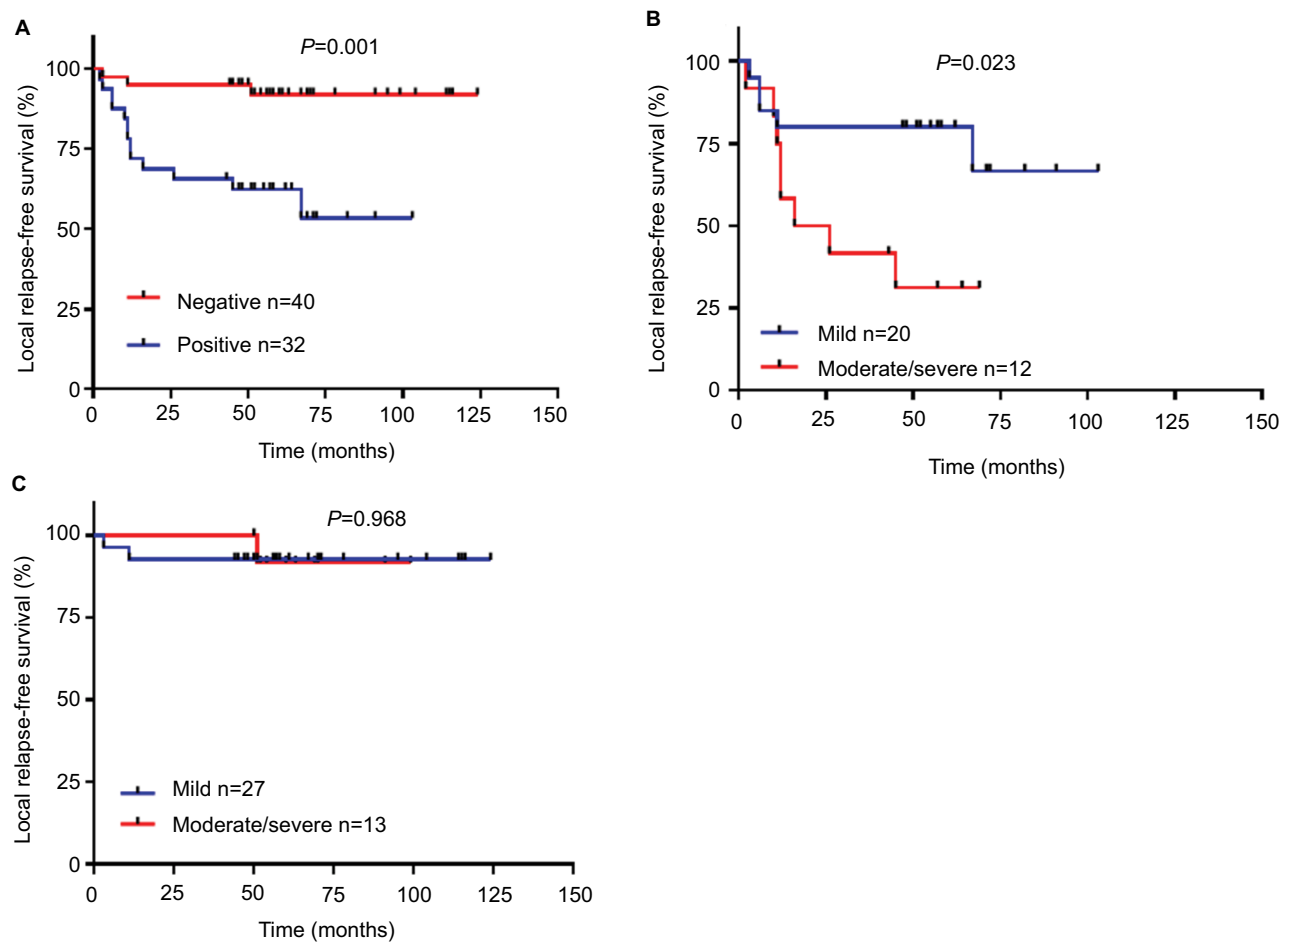 A
P=0.001
Local relapse-free survival (%)
100
75
50
25
0
Negative n=40
Positive n=32
0 25 50 75 100 125 150
Time (months)
B
P=0.023
Local relapse-free survival (%)
100
75
50
25
0
Mild n=20
Moderate/severe n=12
0 25 50 75 100 125 150
Time (months)
C
P=0.968
Local relapse-free survival (%)
100
75
50
25
0
Mild n=27
Moderate/severe n=13
0 25 50 75 100 125 150
Time (months)